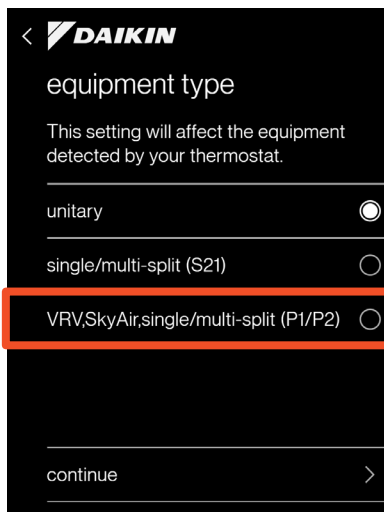 DAIKIN
equipment type
This setting will affect the equipment
detected by your thermostat.
unitary
single/multi-split (S21)
VRV,SkyAir,single/multi-split (P1/P2)
continue